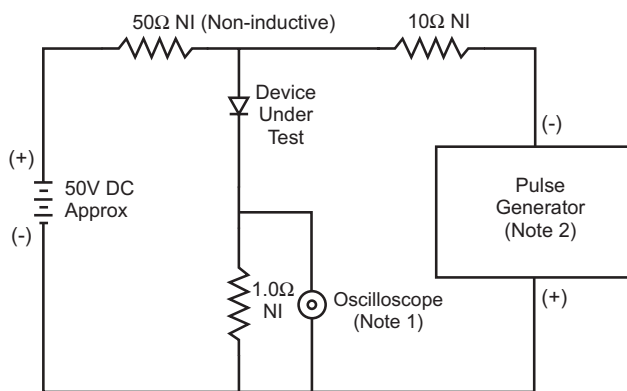 50Ω NI (Non-inductive)
10Ω NI
Device
Under
Test
(+)
50V DC
Approx
(-)
(-)
Pulse
Generator
(Note 2)
(+)
1.0Ω
NI
Oscilloscope
(Note 1)